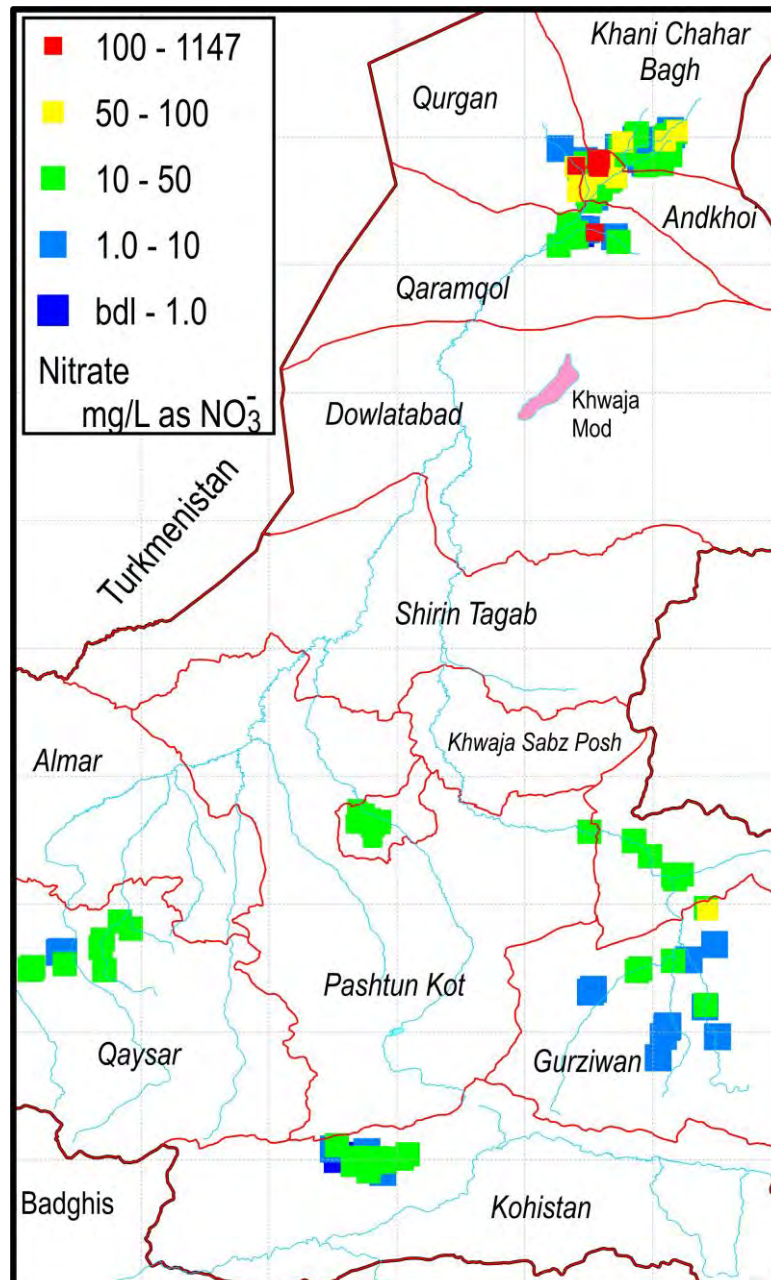 100 - 1147
50 - 100
10 - 50
1.0 - 10
bdl - 1.0
Nitrate
mg/L as NO₃⁻
Khani Chahar
Bagh
Qurgan
Andkhoi
Qaramqol
Dowlatabad
Khwaja
Mod
Turkmenistan
Shirin Tagab
Khwaja Sabz Posh
Almar
Pashtun Kot
Qaysar
Gurziwan
Badghis
Kohistan